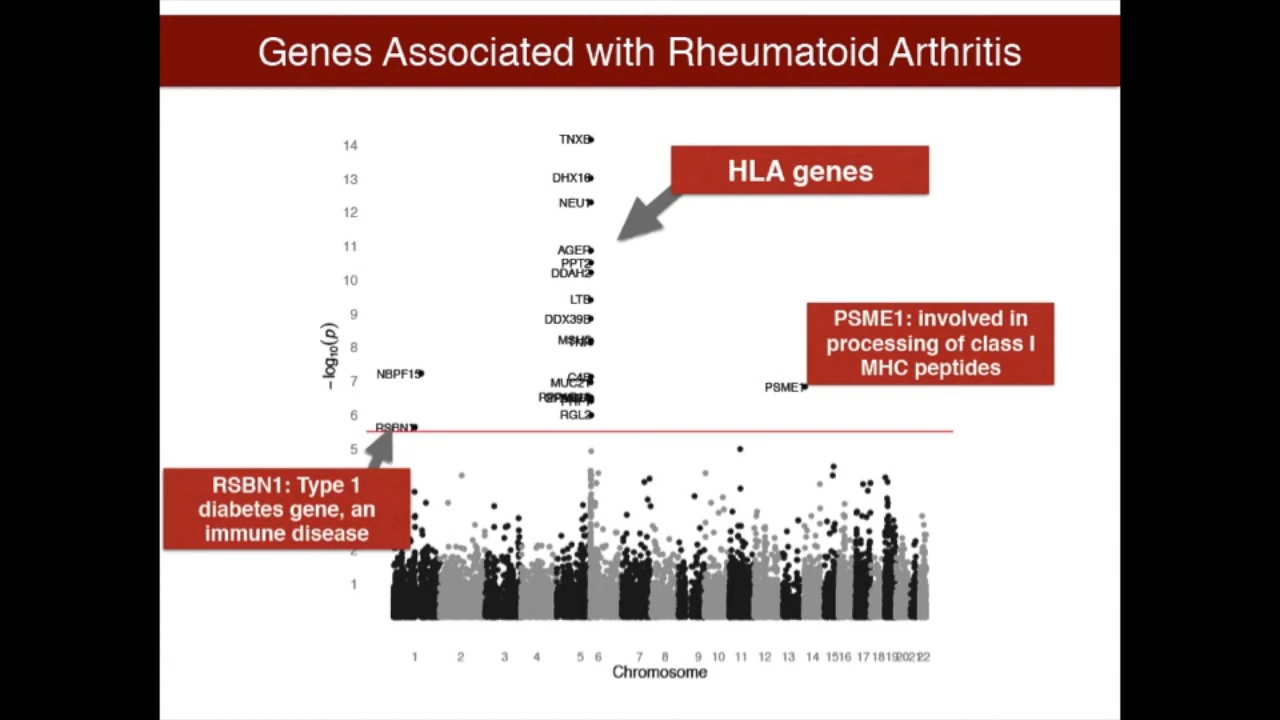 Genes Associated with Rheumatoid Arthritis
14
13
12
11
10
9
8
7
6
5
2
1
−log10(p)
TNXB
DHX16
NEU1
HLA genes
AGER
PPT2
DDAH2
LTB
DDX39B
C4B
MUC21
RGL2
NBPF15
RSBN1
PSME1
PSME1: involved in
processing of class I
MHC peptides
RSBN1: Type 1
diabetes gene, an
immune disease
1 2 3 4 5 6 7 8 9 10 11 12 13 14 15 16 17 18 19 20 21 22
Chromosome